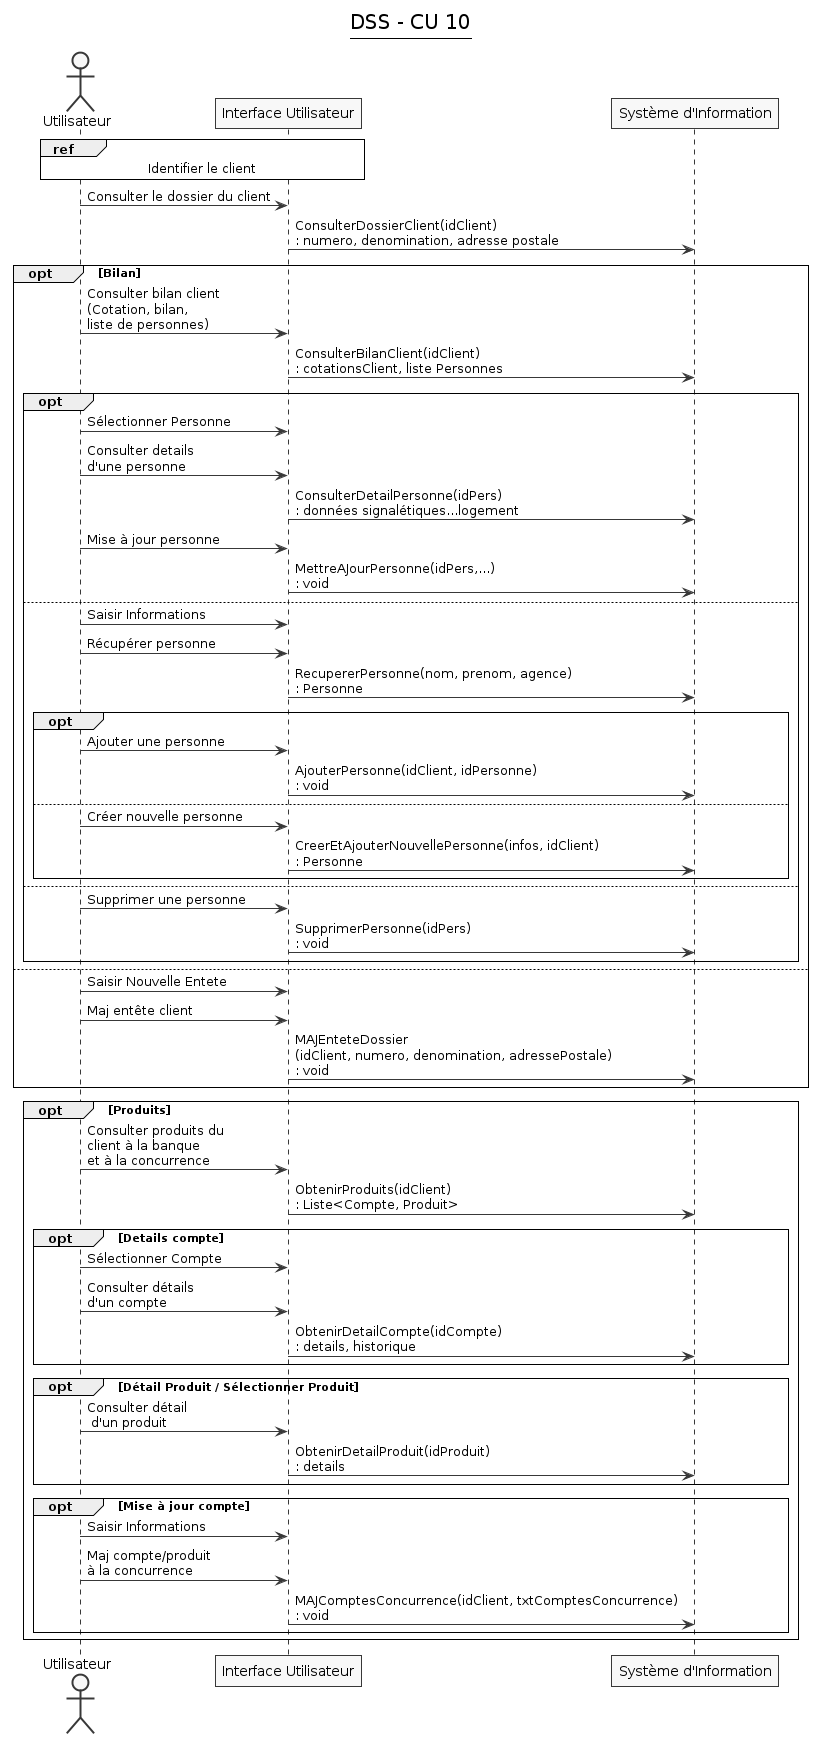 DSS - CU 10
Utilisateur
Interface Utilisateur
Système d'Information
ref
Identifier le client
Consulter le dossier du client
ConsulterDossierClient(idClient)
: numero, denomination, adresse postale
opt [Bilan]
Consulter bilan client
(Cotation, bilan,
liste de personnes)
ConsulterBilanClient(idClient)
: cotationsClient, liste Personnes
opt
Sélectionner Personne
Consulter details
d'une personne
ConsulterDetailPersonne(idPers)
: données signalétiques...logement
Mise à jour personne
MettreAJourPersonne(idPers,...)
: void
Saisir Informations
Récupérer personne
RecupererPersonne(nom, prenom, agence)
: Personne
opt
Ajouter une personne
AjouterPersonne(idClient, idPersonne)
: void
Créer nouvelle personne
CreerEtAjouterNouvellePersonne(infos, idClient)
: Personne
Supprimer une personne
SupprimerPersonne(idPers)
: void
Saisir Nouvelle Entete
Maj entête client
MAJEnteteDossier
(idClient, numero, denomination, adressePostale)
: void
opt [Produits]
Consulter produits du
client à la banque
et à la concurrence
ObtenirProduits(idClient)
: Liste<Compte, Produit>
opt [Details compte]
Sélectionner Compte
Consulter détails
d'un compte
ObtenirDetailCompte(idCompte)
: details, historique
opt [Détail Produit / Sélectionner Produit]
Consulter détail
d'un produit
ObtenirDetailProduit(idProduit)
: details
opt [Mise à jour compte]
Saisir Informations
Maj compte/produit
à la concurrence
MAJComptesConcurrence(idClient, txtComptesConcurrence)
: void
Utilisateur
Interface Utilisateur
Système d'Information